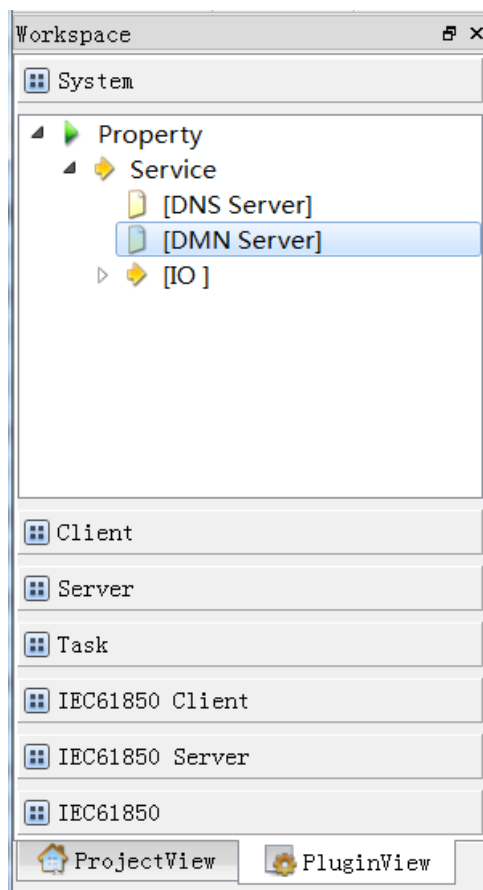 Workspace
System
Property
Service
[DNS Server]
[DMN Server]
[IO ]
Client
Server
Task
IEC61850 Client
IEC61850 Server
IEC61850
ProjectView PluginView